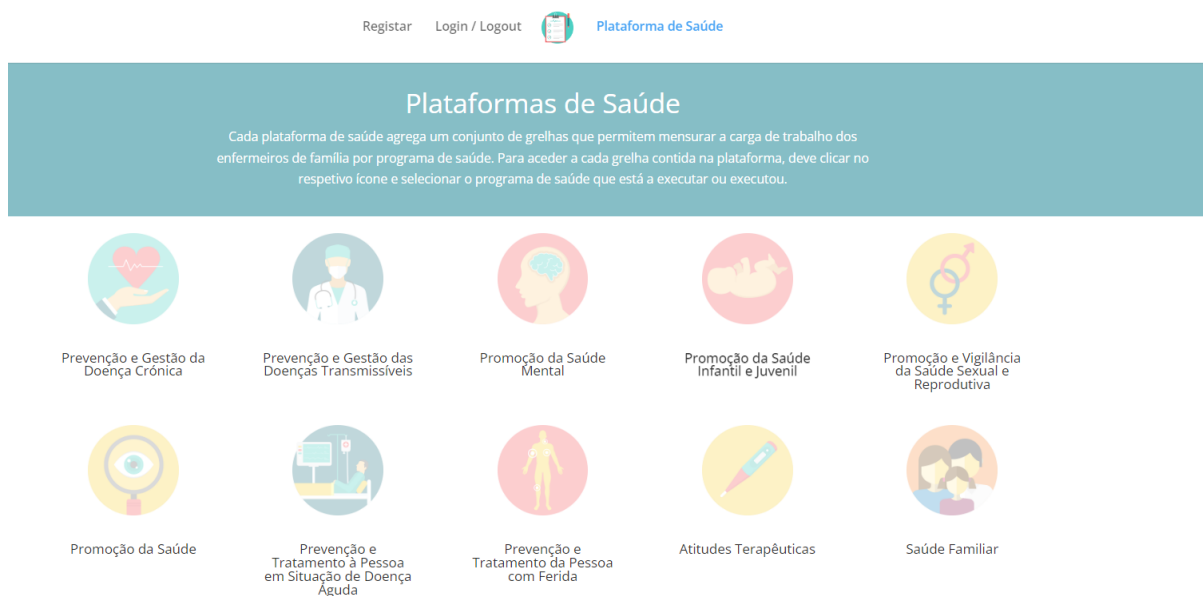 Registar Login / Logout Plataforma de Saúde
Plataformas de Saúde
Cada plataforma de saúde agrega um conjunto de grelhas que permitem mensurar a carga de trabalho dos
enfermeiros de família por programa de saúde. Para aceder a cada grelha contida na plataforma, deve clicar no
respetivo ícone e selecionar o programa de saúde que está a executar ou executou.
Prevenção e Gestão da
Doença Crónica
Prevenção e Gestão das
Doenças Transmissíveis
Promoção da Saúde
Mental
Promoção da Saúde
Infantil e Juvenil
Promoção e Vigilância
da Saúde Sexual e
Reprodutiva
Promoção da Saúde
Prevenção e
Tratamento à Pessoa
em Situação de Doença
Aguda
Prevenção e
Tratamento da Pessoa
com Ferida
Atitudes Terapêuticas
Saúde Familiar